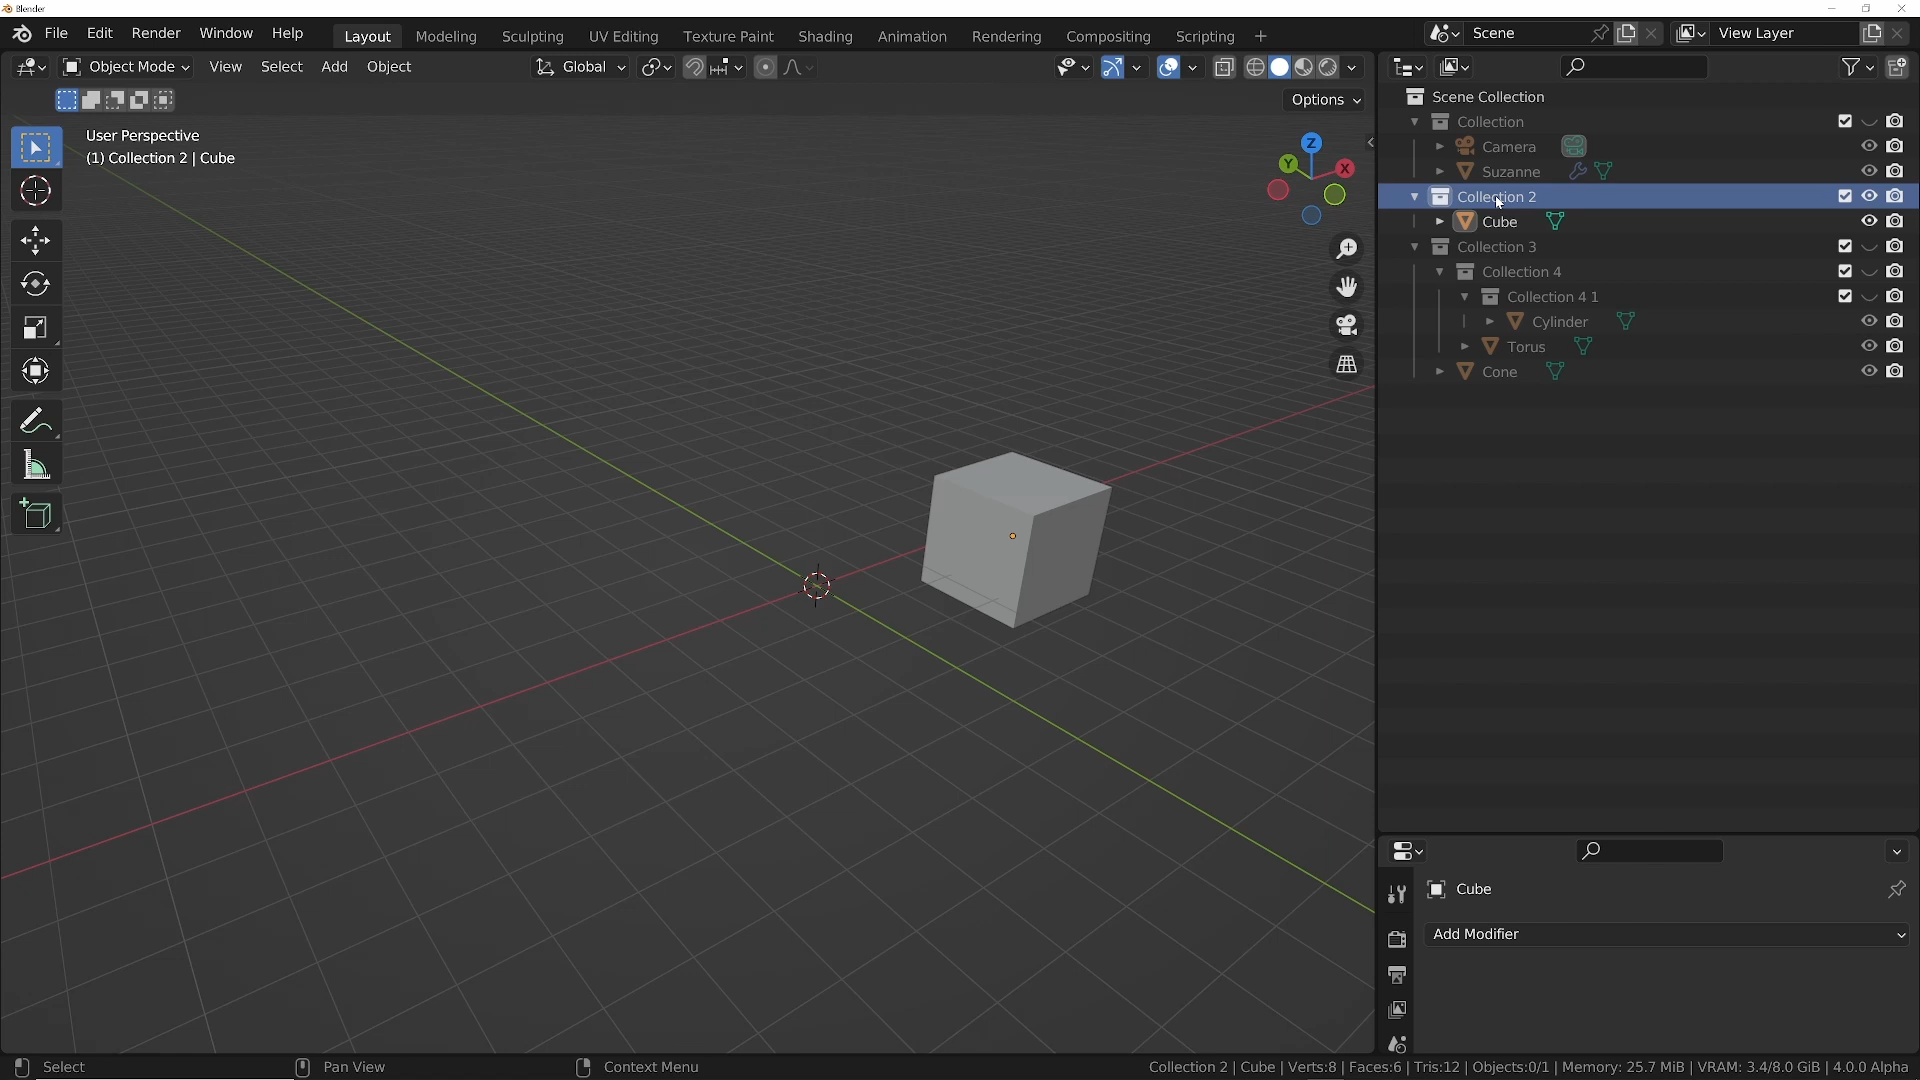 Blender
File Edit Render Window Help
Layout Modeling Sculpting UV Editing Texture Paint Shading Animation Rendering Compositing Scripting +
Scene
View Layer
Object Mode View Select Add Object
Global
Options
User Perspective
(1) Collection 2 | Cube
Z
Y
X
Scene Collection
Collection
Camera
Suzanne
Collection 2
Cube
Collection 3
Collection 4
Collection 4 1
Cylinder
Torus
Cone
Cube
Add Modifier
Select
Pan View
Context Menu
Collection 2 | Cube | Verts:8 | Faces:6 | Tris:12 | Objects:0/1 | Memory: 25.7 MiB | VRAM: 3.4/8.0 GiB | 4.0.0 Alpha